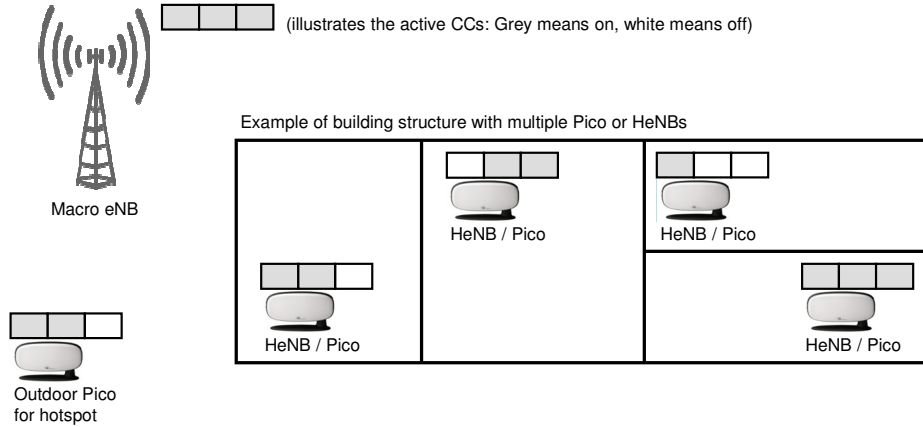 (illustrates the active CCs: Grey means on, white means off)
Example of building structure with multiple Pico or HeNBs
Macro eNB
HeNB / Pico
HeNB / Pico
HeNB / Pico
HeNB / Pico
Outdoor Pico
for hotspot